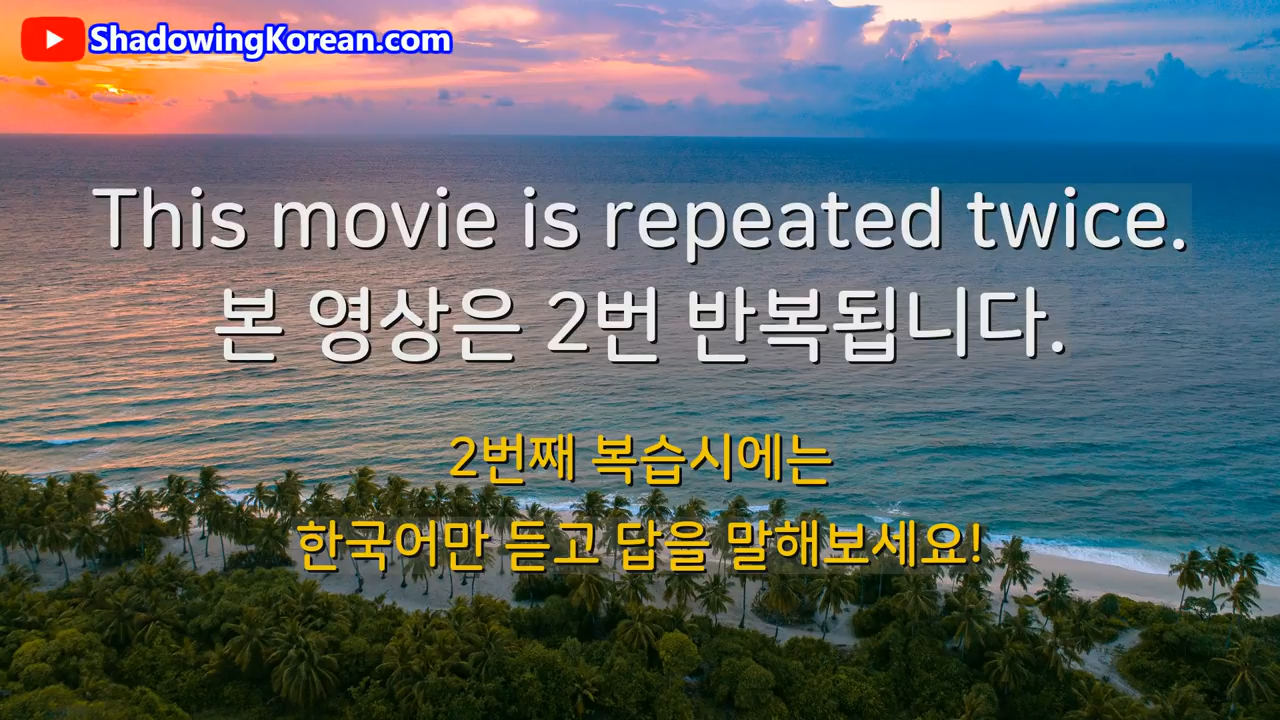 ShadowingKorean.com
This movie is repeated twice.
본 영상은 2번 반복됩니다.
2번째 복습시에는
한국어만 듣고 답을 말해보세요!